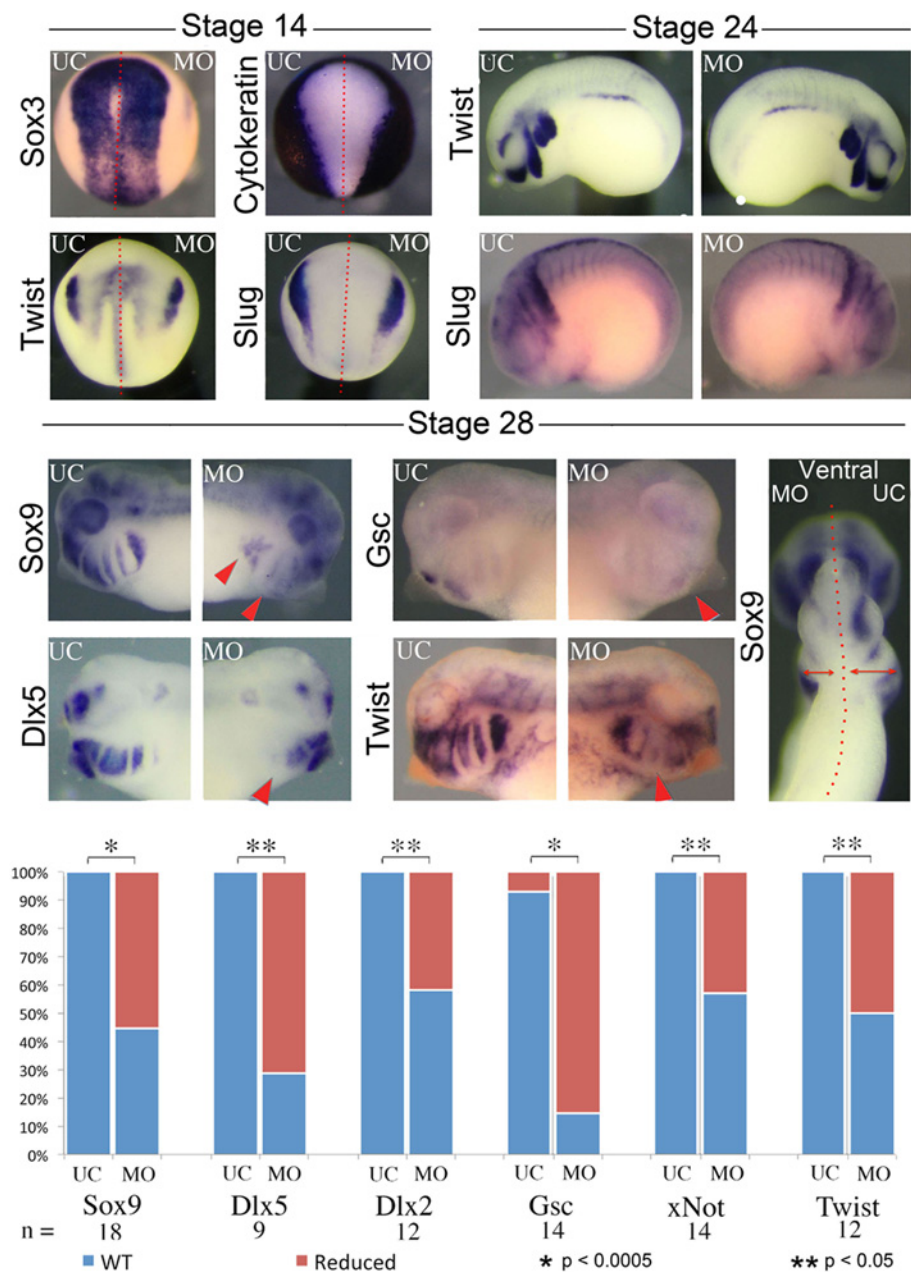 Stage 14
Stage 24
UC MO
Sox3
UC MO
Cytokeratin
UC
Twist
MO
UC MO
Twist
UC MO
Slug
UC
Slug
MO
Stage 28
UC
Sox9
MO
UC
Gsc
MO
Ventral
MO UC
Sox9
UC
Dlx5
MO
UC
Twist
MO
* ** ** * ** **
100%
90%
80%
70%
60%
50%
40%
30%
20%
10%
0%
UC MO UC MO UC MO UC MO UC MO UC MO
Sox9 Dlx5 Dlx2 Gsc xNot Twist
n = 18 9 12 14 14 12
WT Reduced * p < 0.0005 ** p < 0.05